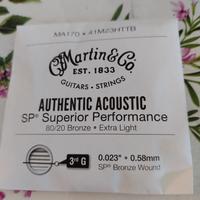 MA170 • 41M23HTTB
Martin & Co.
EST. 1833
GUITARS • STRINGS
AUTHENTIC ACOUSTIC
SP® Superior Performance
80/20 Bronze • Extra Light
3rd G
0.023" • 0.58mm
SP® Bronze Wound